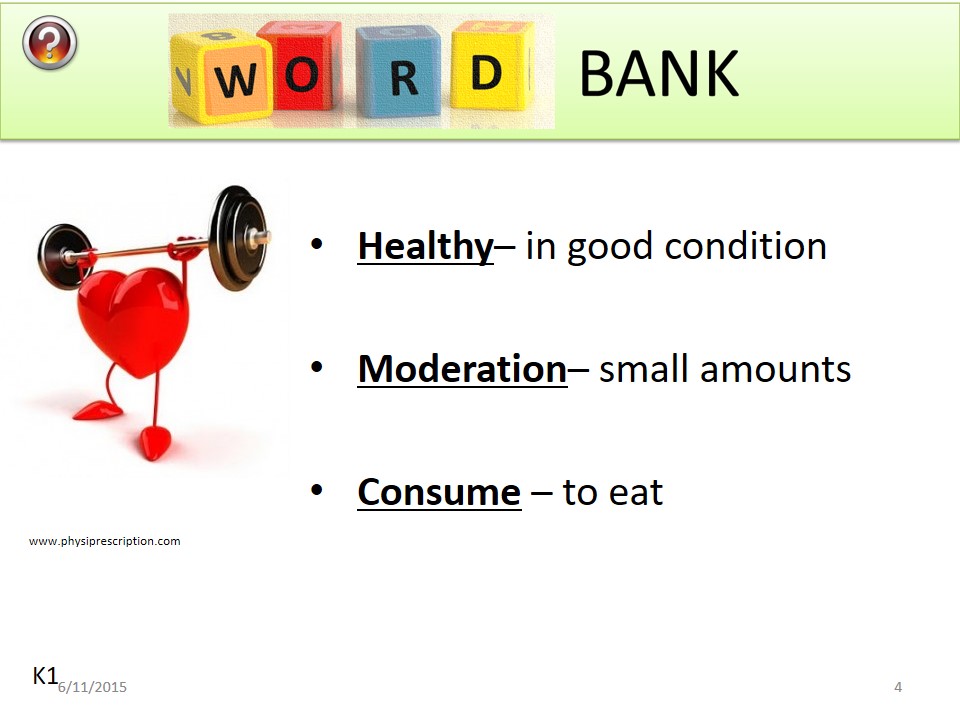 WORD BANK
• Healthy– in good condition
• Moderation– small amounts
• Consume – to eat
www.physiprescription.com
K1
6/11/2015
4